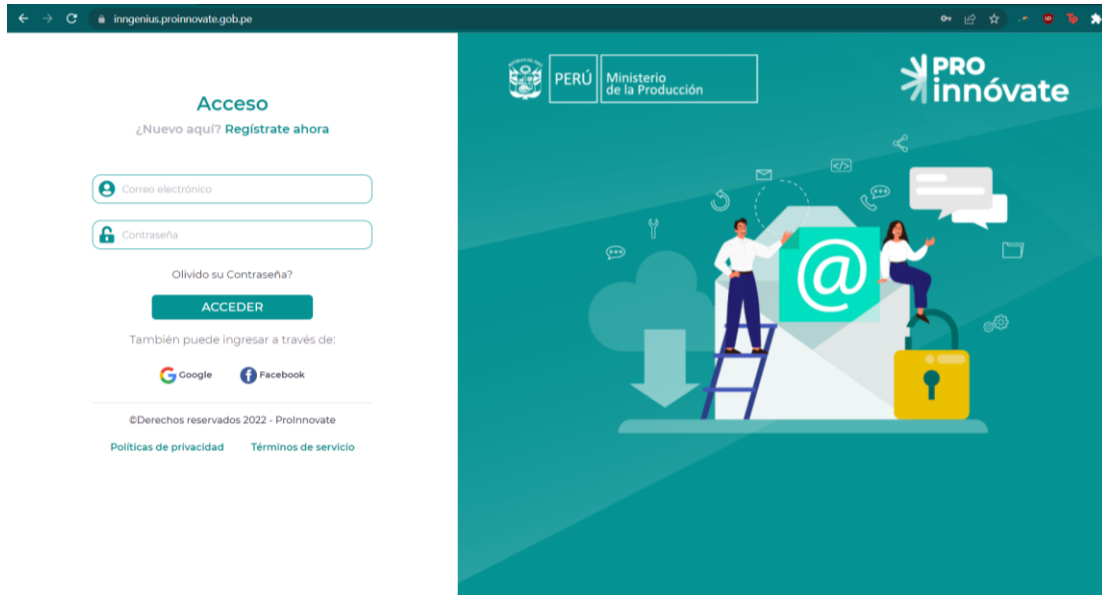 inngenius.proinnovate.gob.pe
Acceso
¿Nuevo aquí? Regístrate ahora
Correo electrónico
Contraseña
Olivido su Contraseña?
ACCEDER
También puede ingresar a través de:
Google Facebook
©Derechos reservados 2022 - ProInnovate
Políticas de privacidad Términos de servicio
PERÚ
Ministerio
de la Producción
PRO
innóvate
@